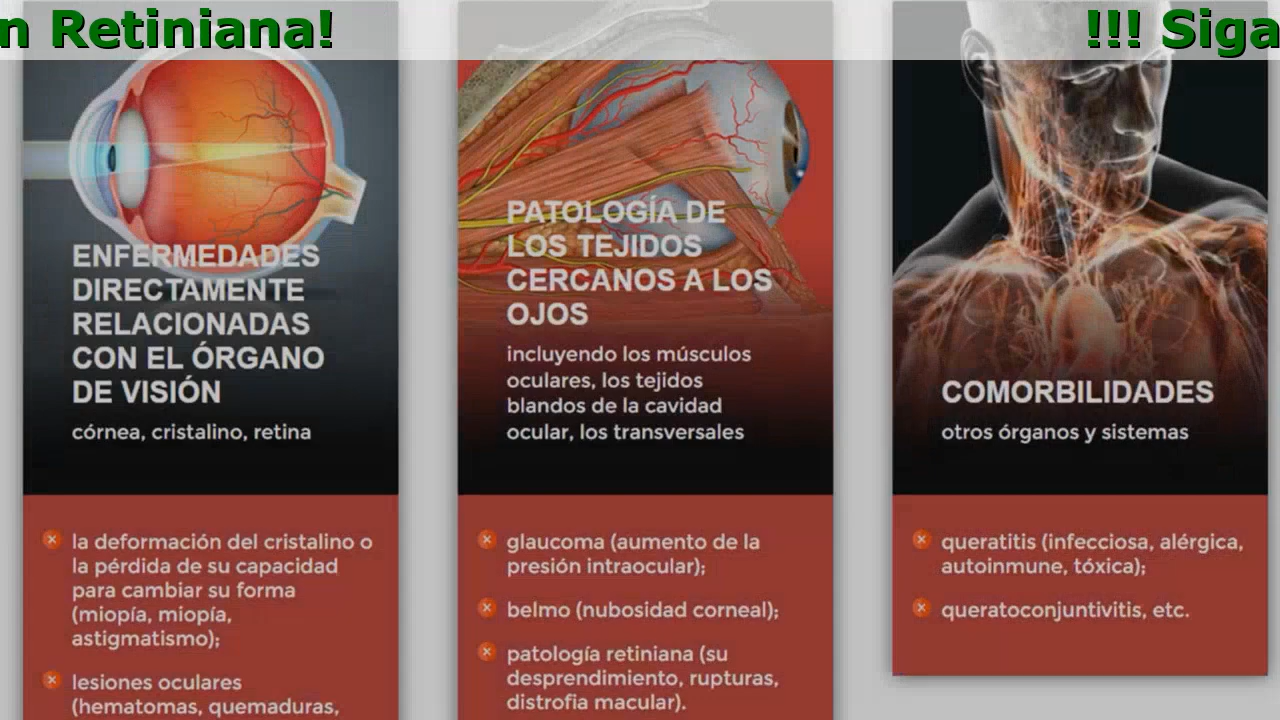 n Retiniana!
!!! Siga
ENFERMEDADES
DIRECTAMENTE
RELACIONADAS
CON EL ÓRGANO
DE VISIÓN
córnea, cristalino, retina
la deformación del cristalino o
la pérdida de su capacidad
para cambiar su forma
(miopía, miopía,
astigmatismo);
lesiones oculares
(hematomas, quemaduras,
PATOLOGÍA DE
LOS TEJIDOS
CERCANOS A LOS
OJOS
incluyendo los músculos
oculares, los tejidos
blandos de la cavidad
ocular, los transversales
glaucoma (aumento de la
presión intraocular);
belmo (nubosidad corneal);
patología retiniana (su
desprendimiento, rupturas,
distrofia macular).
COMORBILIDADES
otros órganos y sistemas
queratitis (infecciosa, alérgica,
autoinmune, tóxica);
queratoconjuntivitis, etc.